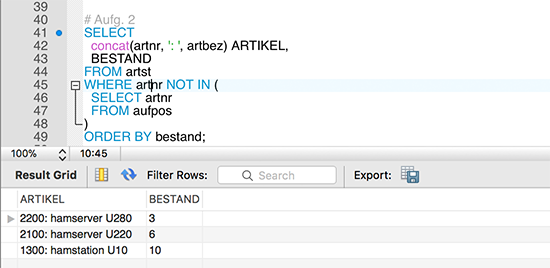 39
40 # Aufg. 2
41 SELECT
42 concat(artnr, ': ', artbez) ARTIKEL,
43 BESTAND
44 FROM artst
45 WHERE artnr NOT IN (
46 SELECT artnr
47 FROM aufpos
48 )
49 ORDER BY bestand;
100% 10:45
Result Grid Filter Rows: Search Export:
ARTIKEL BESTAND
2200: hamserver U280 3
2100: hamserver U220 6
1300: hamstation U10 10